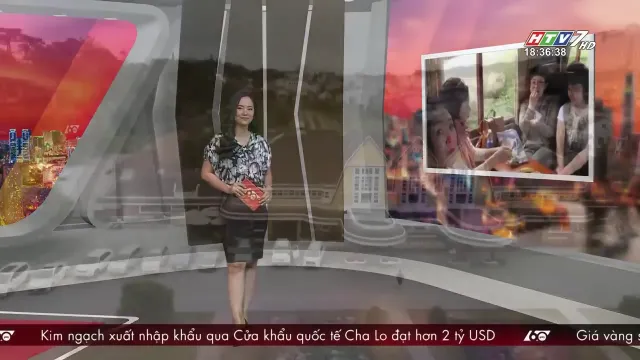 HTV7 HD
18:36:38
Kim ngạch xuất nhập khẩu qua Cửa khẩu quốc tế Cha Lo đạt hơn 2 tỷ USD
Giá vàng